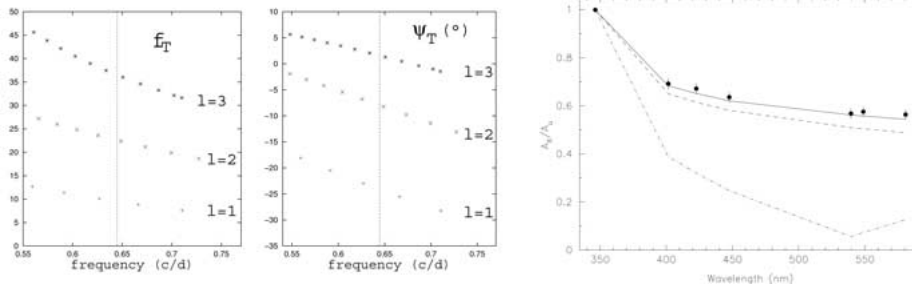 50
45
40
35
30
25
20
15
10
5
0
f_T
l=3
l=2
l=1
0.55 0.6 0.65 0.7 0.75
frequency (c/d)
10
5
0
−5
−10
−15
−20
−25
−30
−35
ψ_T (°)
l=3
l=2
l=1
0.55 0.6 0.65 0.7 0.75
frequency (c/d)
1
0.8
0.6
0.4
0.2
0
350 400 450 500 550
Wavelength (nm)